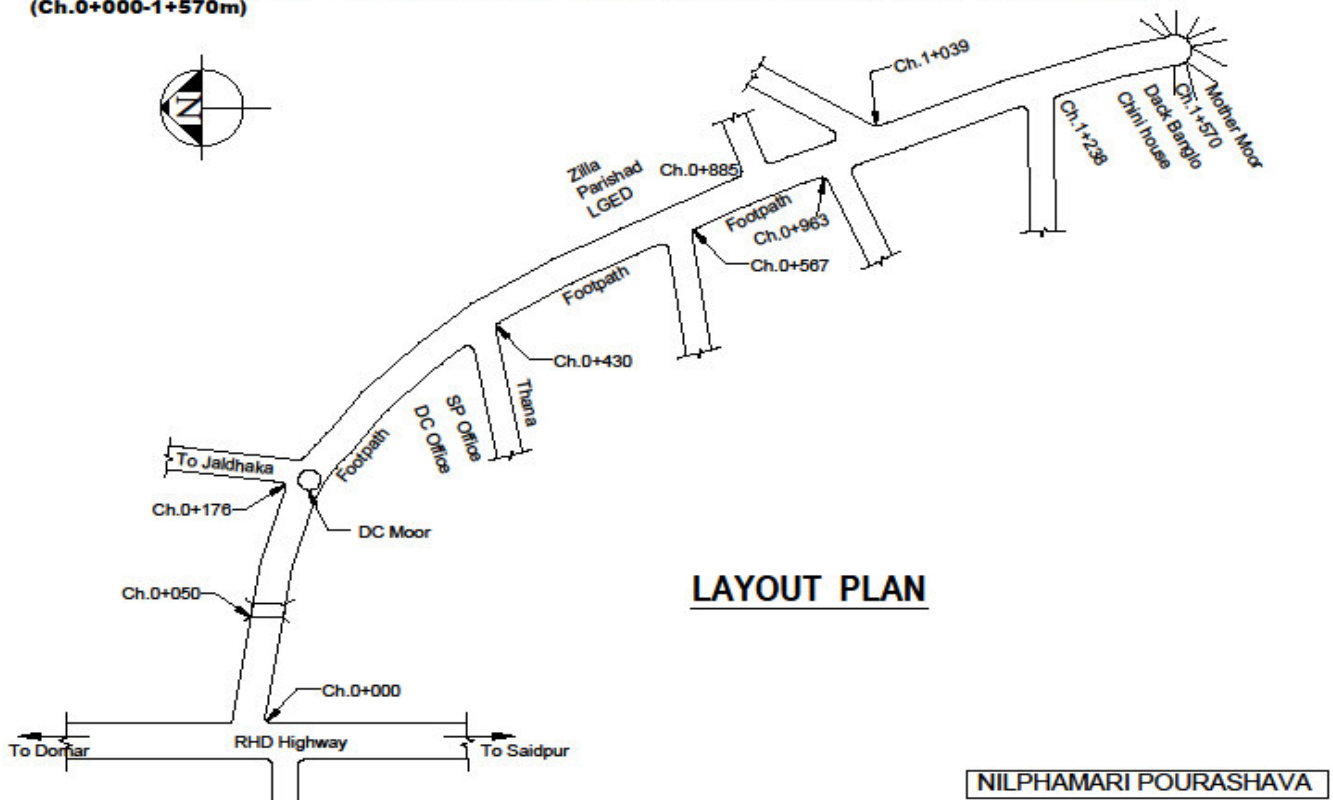 (Ch.0+000-1+570m)
N
Ch.1+039
Mother Moor
Ch.1+570
Dack Banglo
Chini house
Ch.1+238
Zilla
Parishad
LGED
Ch.0+885
Footpath
Ch.0+963
Ch.0+567
Footpath
Ch.0+430
Thana
SP Office
DC Office
Footpath
To Jaldhaka
Ch.0+176
DC Moor
Ch.0+050
LAYOUT PLAN
Ch.0+000
To Domar
RHD Highway
To Saidpur
NILPHAMARI POURASHAVA